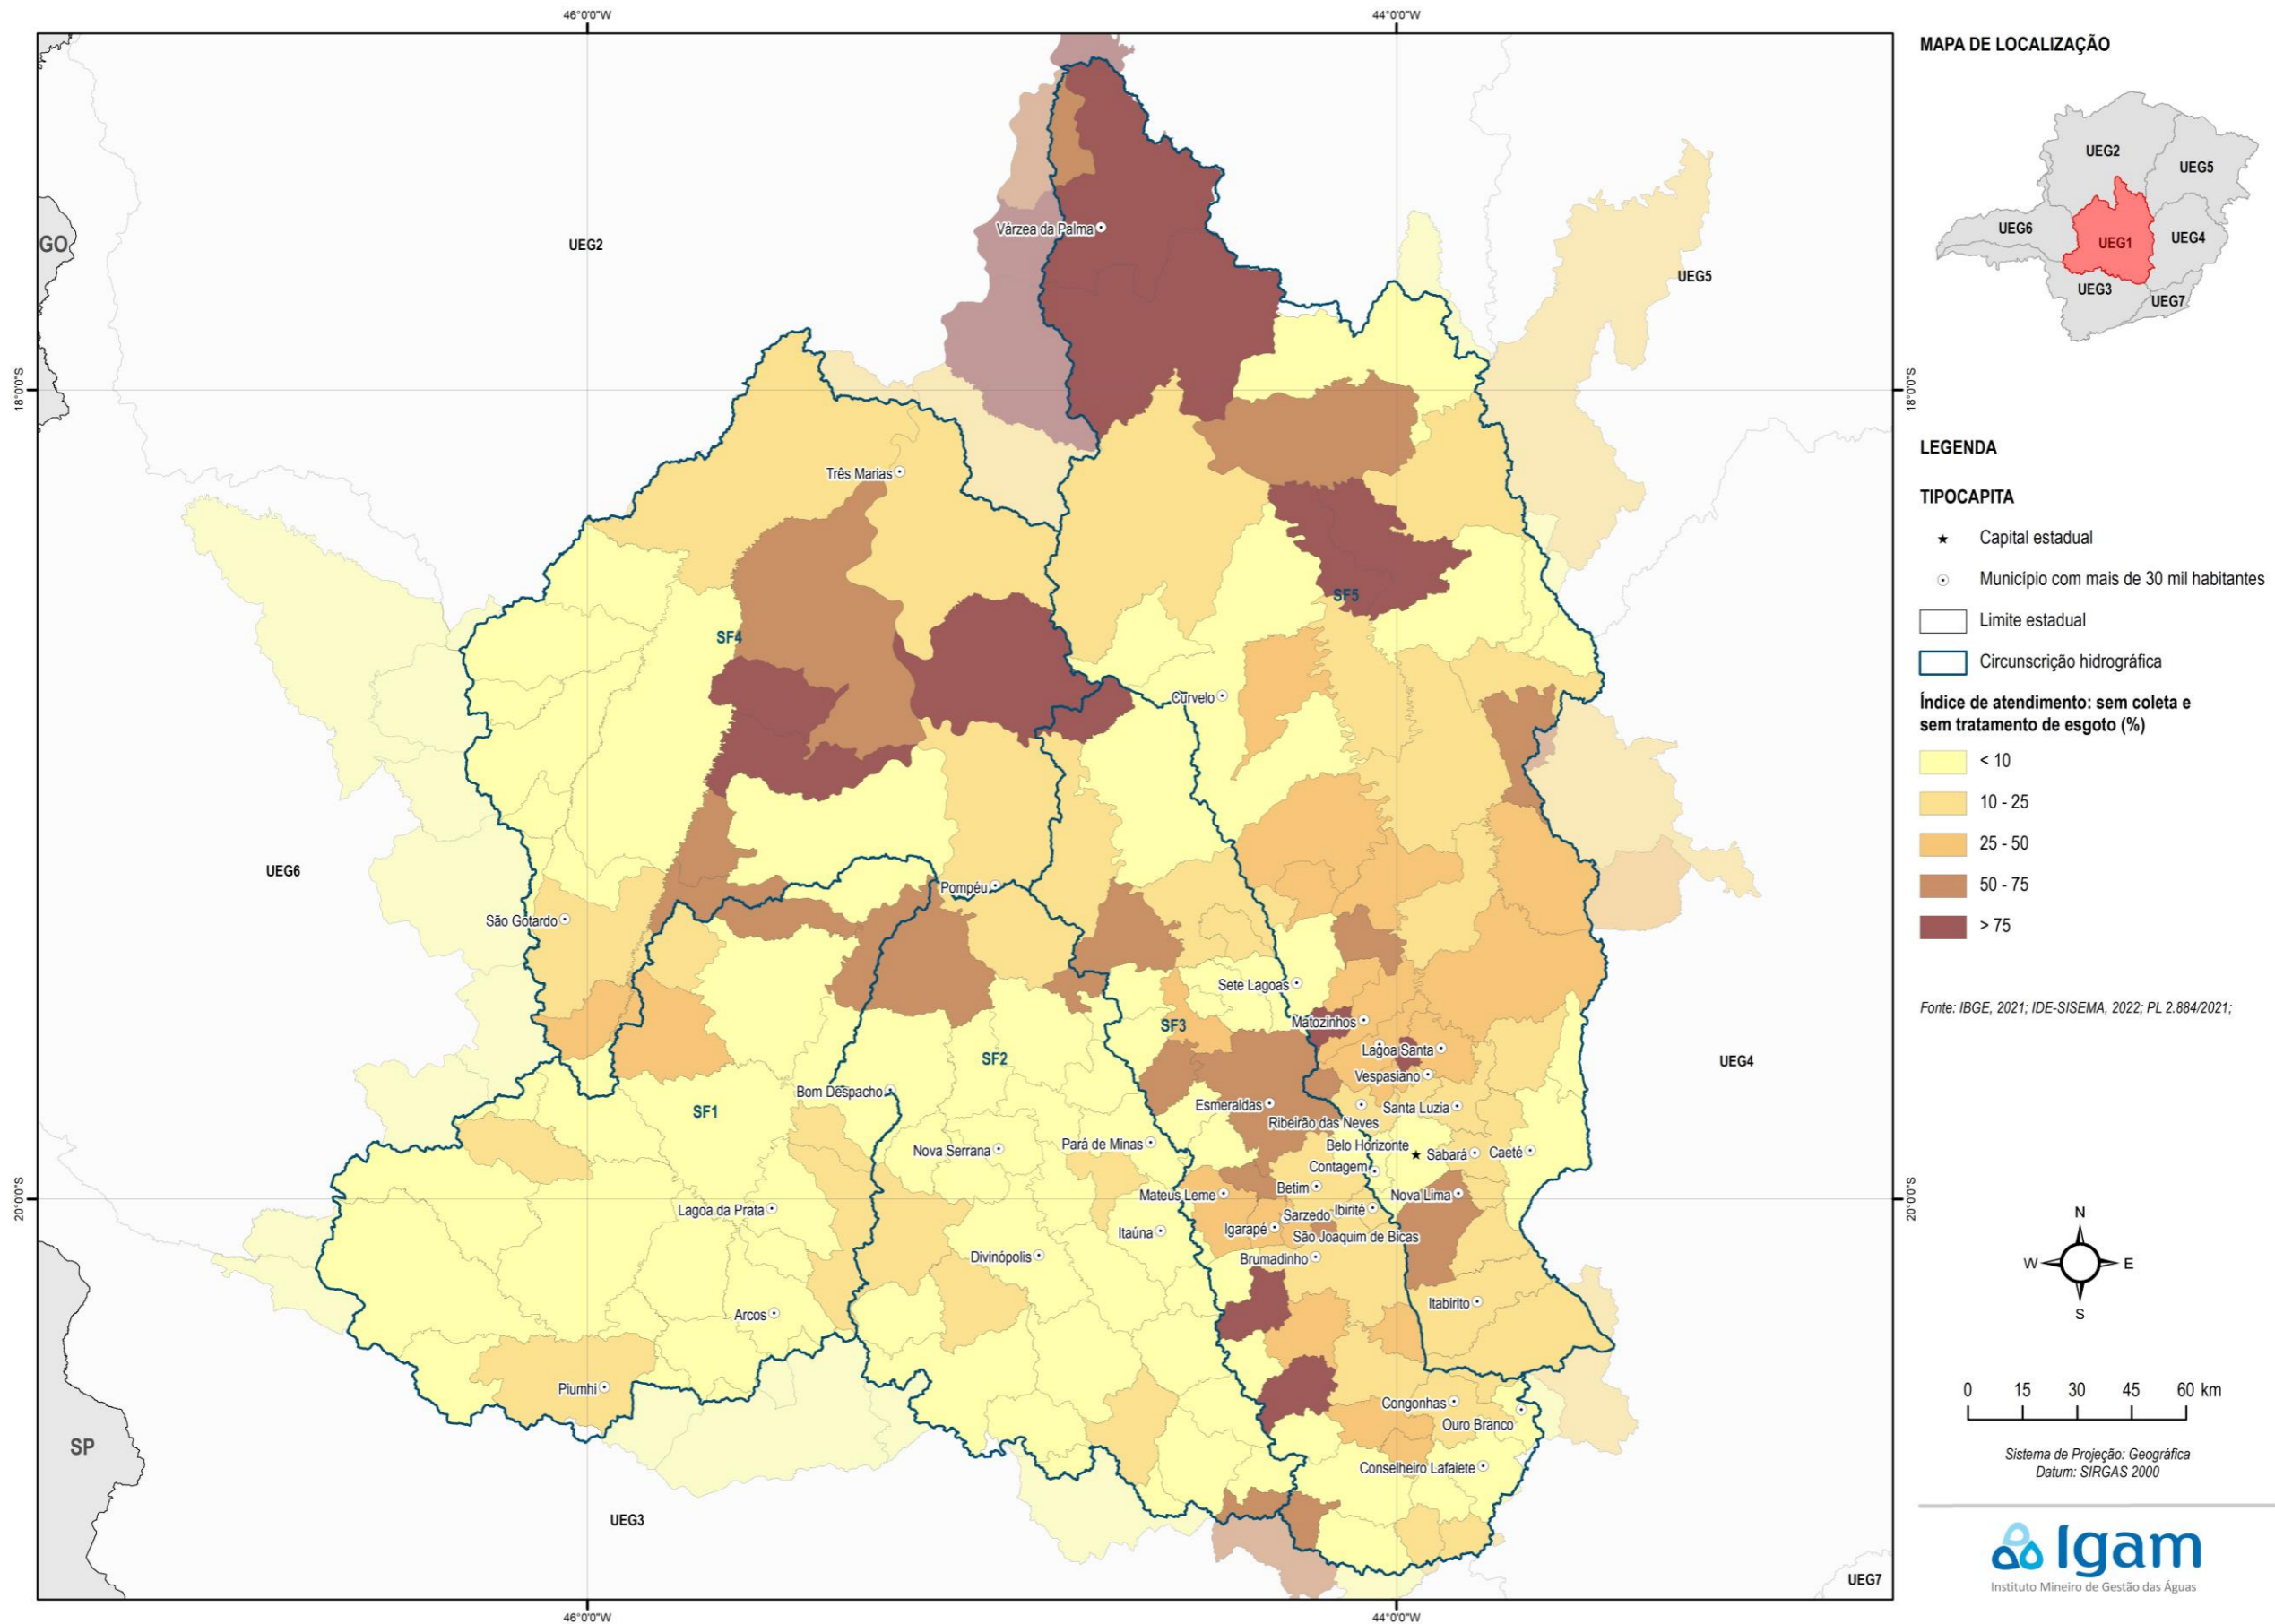 46°0'0"W
44°0'0"W
18°0'0"S
20°0'0"S
18°0'0"S
20°0'0"S
46°0'0"W
44°0'0"W
GO
SP
UEG2
UEG5
UEG6
UEG4
UEG3
UEG7
SF4
SF5
SF3
SF2
SF1
Várzea da Palma
Três Marias
Curvelo
Pompéu
São Gotardo
Sete Lagoas
Matozinhos
Lagoa Santa
Vespasiano
Bom Despacho
Esmeraldas
Santa Luzia
Ribeirão das Neves
Pará de Minas
Belo Horizonte
Nova Serrana
Sabará
Caeté
Contagem
Betim
Mateus Leme
Nova Lima
Lagoa da Prata
Ibirité
Sarzedo
Igarapé
Itaúna
São Joaquim de Bicas
Divinópolis
Brumadinho
Itabirito
Arcos
Piumhi
Congonhas
Ouro Branco
Conselheiro Lafaiete
MAPA DE LOCALIZAÇÃO
UEG2
UEG5
UEG6
UEG1
UEG4
UEG3
UEG7
LEGENDA
TIPOCAPITA
Capital estadual
Município com mais de 30 mil habitantes
Limite estadual
Circunscrição hidrográfica
Índice de atendimento: sem coleta e
sem tratamento de esgoto (%)
< 10
10 - 25
25 - 50
50 - 75
> 75
Fonte: IBGE, 2021; IDE-SISEMA, 2022; PL 2.884/2021;
N
W E
S
0 15 30 45 60 km
Sistema de Projeção: Geográfica
Datum: SIRGAS 2000
Igam
Instituto Mineiro de Gestão das Águas